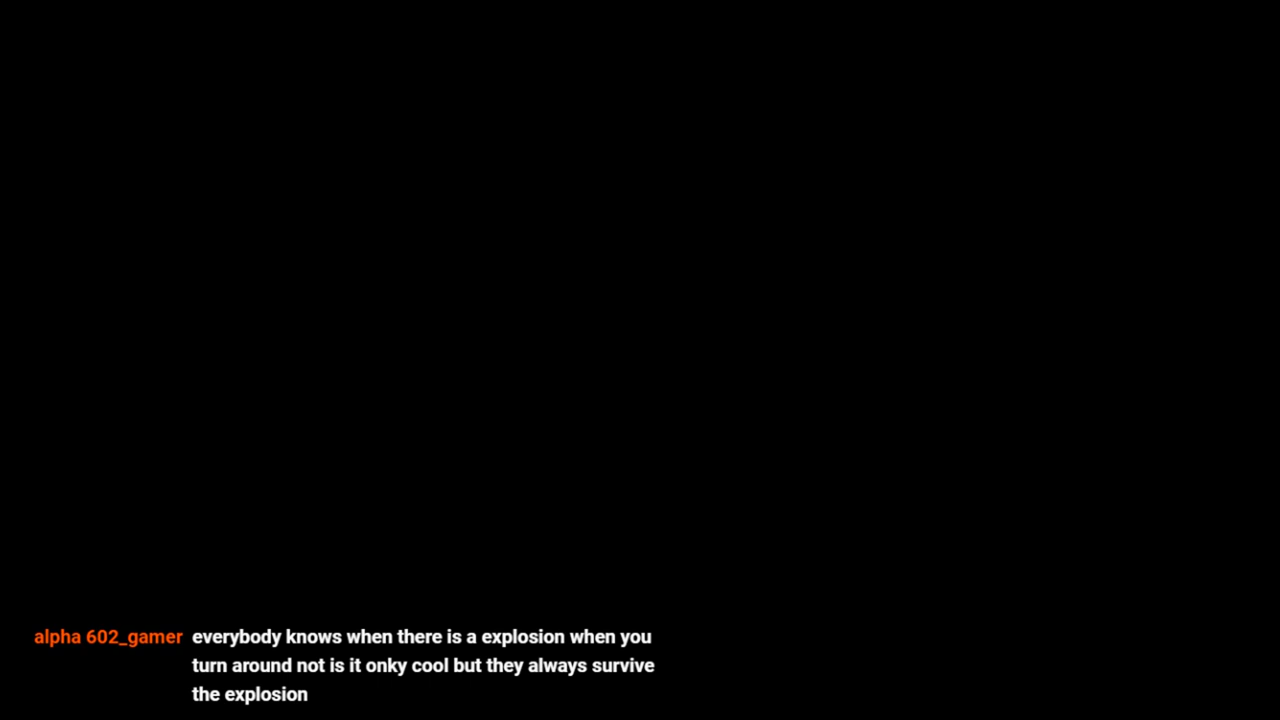 alpha 602_gamer everybody knows when there is a explosion when you
turn around not is it onky cool but they always survive
the explosion